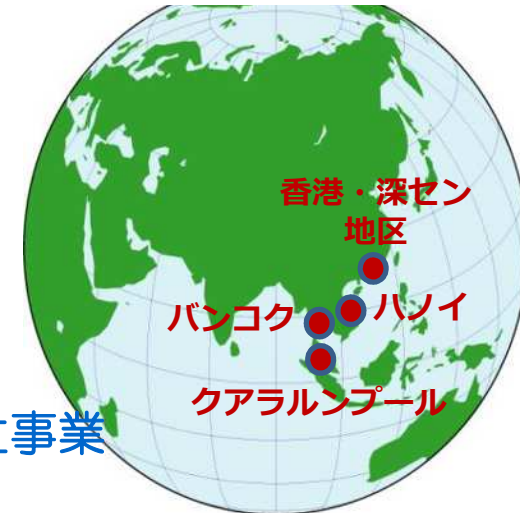 香港・深セン
地区
バンコク
ハノイ
クアラルンプール
事業